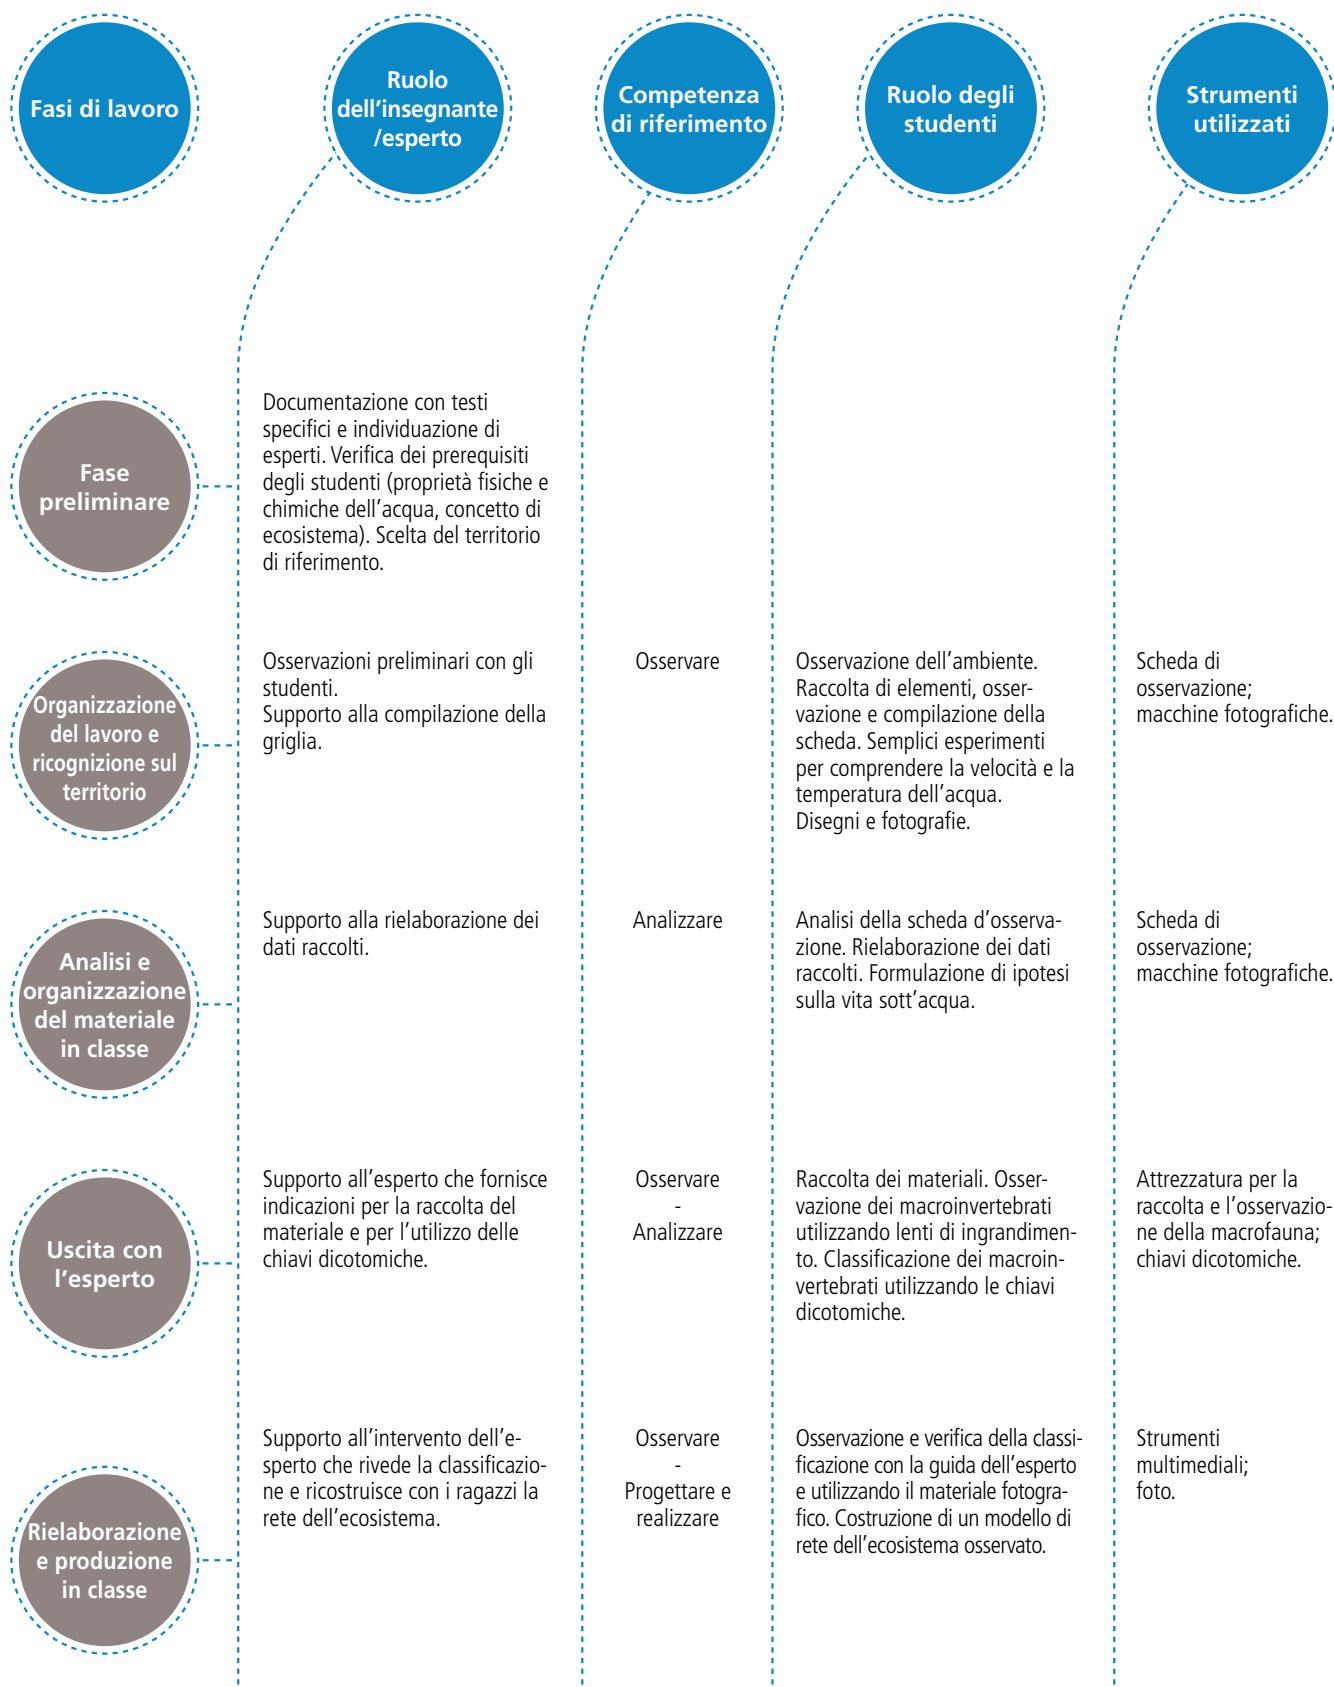 Fasi di lavoro
Ruolo
dell’insegnante
/esperto
Competenza
di riferimento
Ruolo degli
studenti
Strumenti
utilizzati
Fase
preliminare
Documentazione con testi
specifici e individuazione di
esperti. Verifica dei prerequisiti
degli studenti (proprietà fisiche e
chimiche dell’acqua, concetto di
ecosistema). Scelta del territorio
di riferimento.
Organizzazione
del lavoro e
ricognizione sul
territorio
Osservazioni preliminari con gli
studenti.
Supporto alla compilazione della
griglia.
Osservare
Osservazione dell’ambiente.
Raccolta di elementi, osser-
vazione e compilazione della
scheda. Semplici esperimenti
per comprendere la velocità e la
temperatura dell’acqua.
Disegni e fotografie.
Scheda di
osservazione;
macchine fotografiche.
Analisi e
organizzazione
del materiale
in classe
Supporto alla rielaborazione dei
dati raccolti.
Analizzare
Analisi della scheda d’osserva-
zione. Rielaborazione dei dati
raccolti. Formulazione di ipotesi
sulla vita sott’acqua.
Scheda di
osservazione;
macchine fotografiche.
Uscita con
l’esperto
Supporto all’esperto che fornisce
indicazioni per la raccolta del
materiale e per l’utilizzo delle
chiavi dicotomiche.
Osservare
-
Analizzare
Raccolta dei materiali. Osser-
vazione dei macroinvertebrati
utilizzando lenti di ingrandimen-
to. Classificazione dei macroin-
vertebrati utilizzando le chiavi
dicotomiche.
Attrezzatura per la
raccolta e l’osservazio-
ne della macrofauna;
chiavi dicotomiche.
Rielaborazione
e produzione
in classe
Supporto all’intervento dell’e-
sperto che rivede la classificazio-
ne e ricostruisce con i ragazzi la
rete dell’ecosistema.
Osservare
-
Progettare e
realizzare
Osservazione e verifica della classi-
ficazione con la guida dell’esperto
e utilizzando il materiale fotogra-
fico. Costruzione di un modello di
rete dell’ecosistema osservato.
Strumenti
multimediali;
foto.